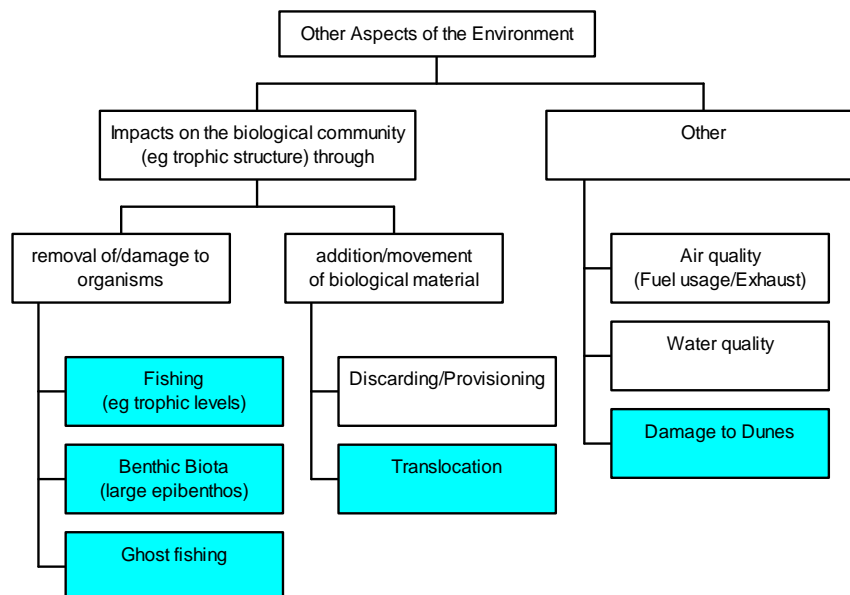 Other Aspects of the Environment
Impacts on the biological community
(eg trophic structure) through
Other
removal of/damage to
organisms
addition/movement
of biological material
Air quality
(Fuel usage/Exhaust)
Water quality
Damage to Dunes
Fishing
(eg trophic levels)
Benthic Biota
(large epibenthos)
Ghost fishing
Discarding/Provisioning
Translocation